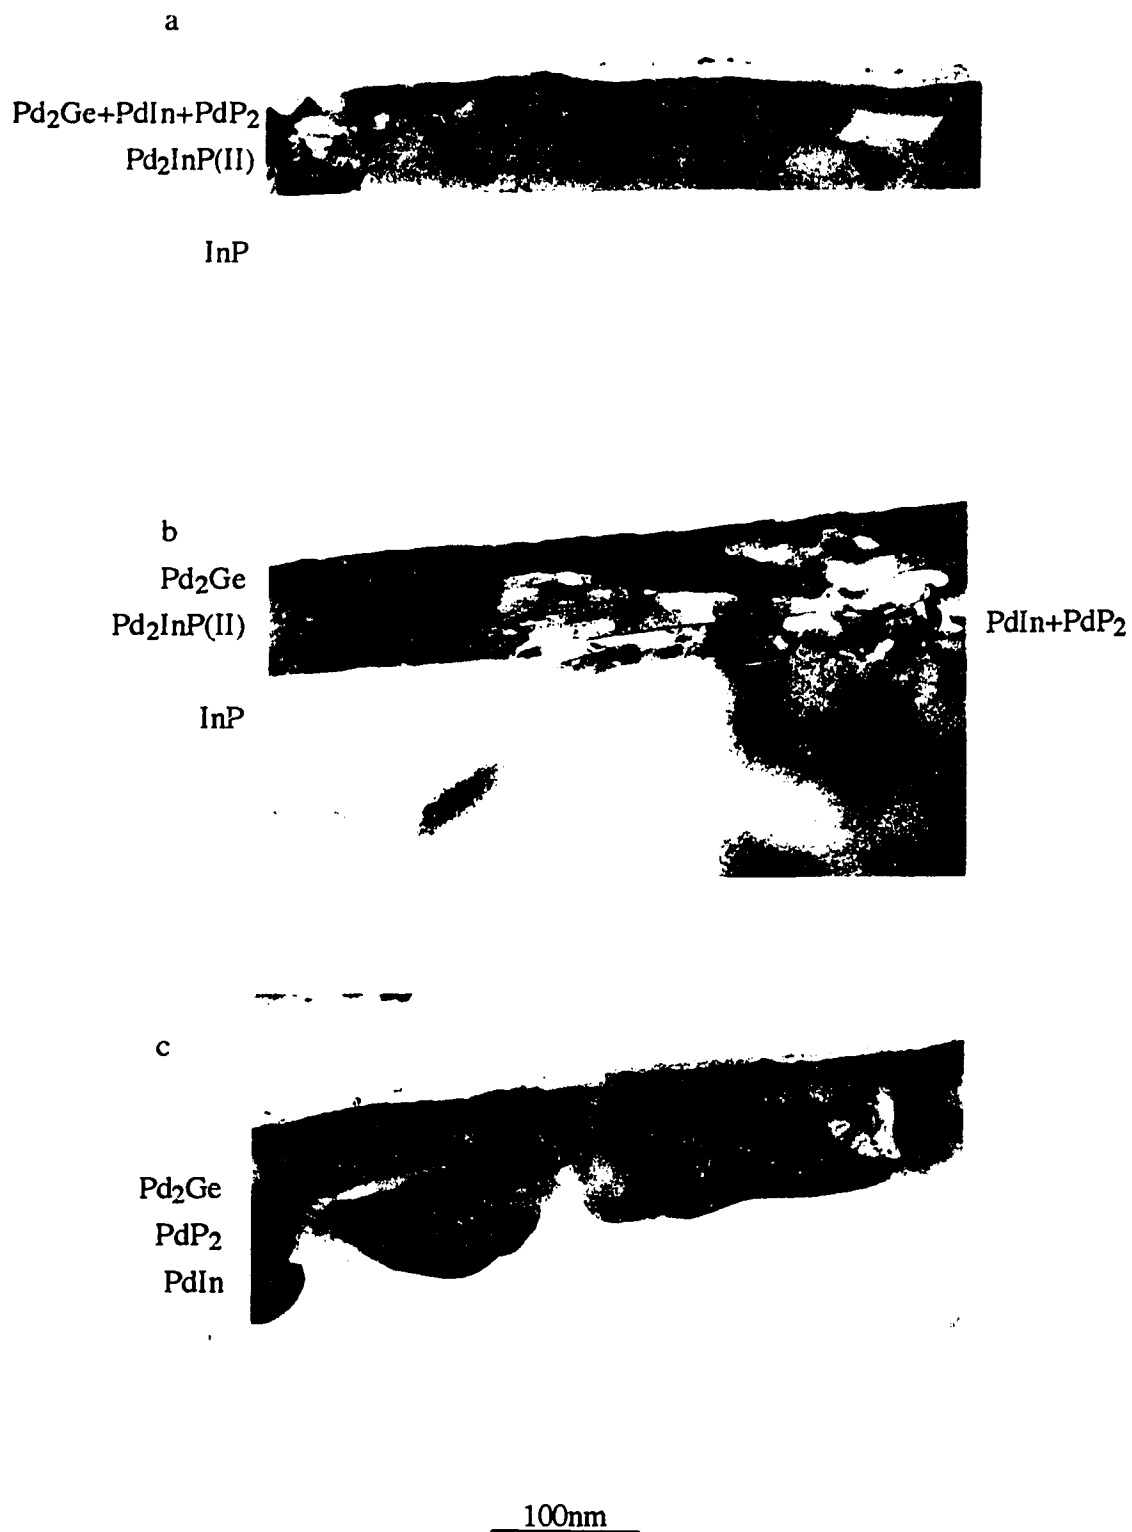 a
Pd₂Ge+PdIn+PdP₂
Pd₂InP(II)
InP
b
Pd₂Ge
Pd₂InP(II)
PdIn+PdP₂
InP
c
Pd₂Ge
PdP₂
PdIn
100nm